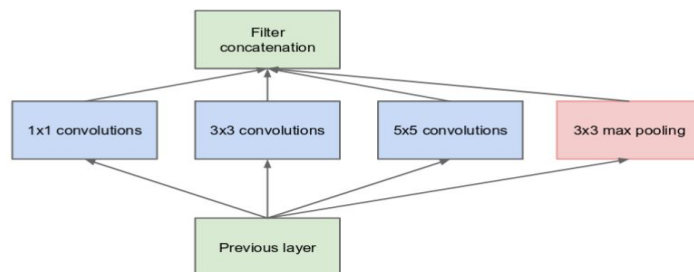 Filter
concatenation
1x1 convolutions
3x3 convolutions
5x5 convolutions
3x3 max pooling
Previous layer